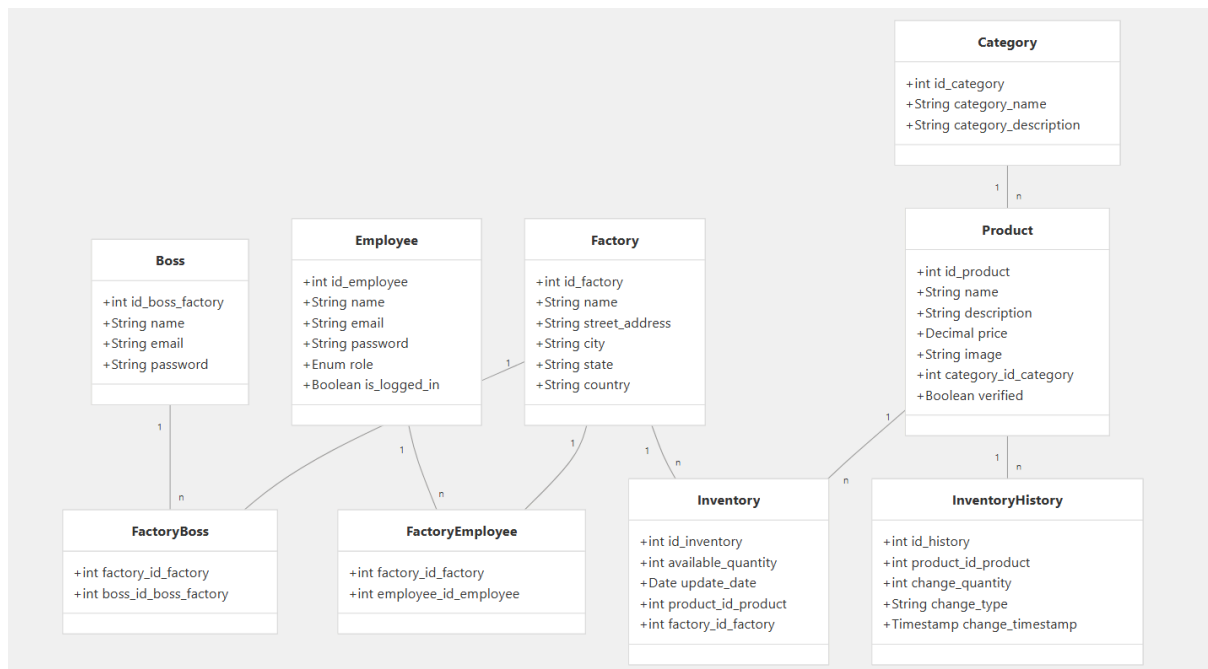 Category
+int id_category
+String category_name
+String category_description
1
n
Boss
+int id_boss_factory
+String name
+String email
+String password
Employee
+int id_employee
+String name
+String email
+String password
+Enum role
+Boolean is_logged_in
Factory
+int id_factory
+String name
+String street_address
+String city
+String state
+String country
Product
+int id_product
+String name
+String description
+Decimal price
+String image
+int category_id_category
+Boolean verified
1
n
1
1
n
1
1
n
1
n
1
n
FactoryBoss
+int factory_id_factory
+int boss_id_boss_factory
FactoryEmployee
+int factory_id_factory
+int employee_id_employee
Inventory
+int id_inventory
+int available_quantity
+Date update_date
+int product_id_product
+int factory_id_factory
InventoryHistory
+int id_history
+int product_id_product
+int change_quantity
+String change_type
+Timestamp change_timestamp